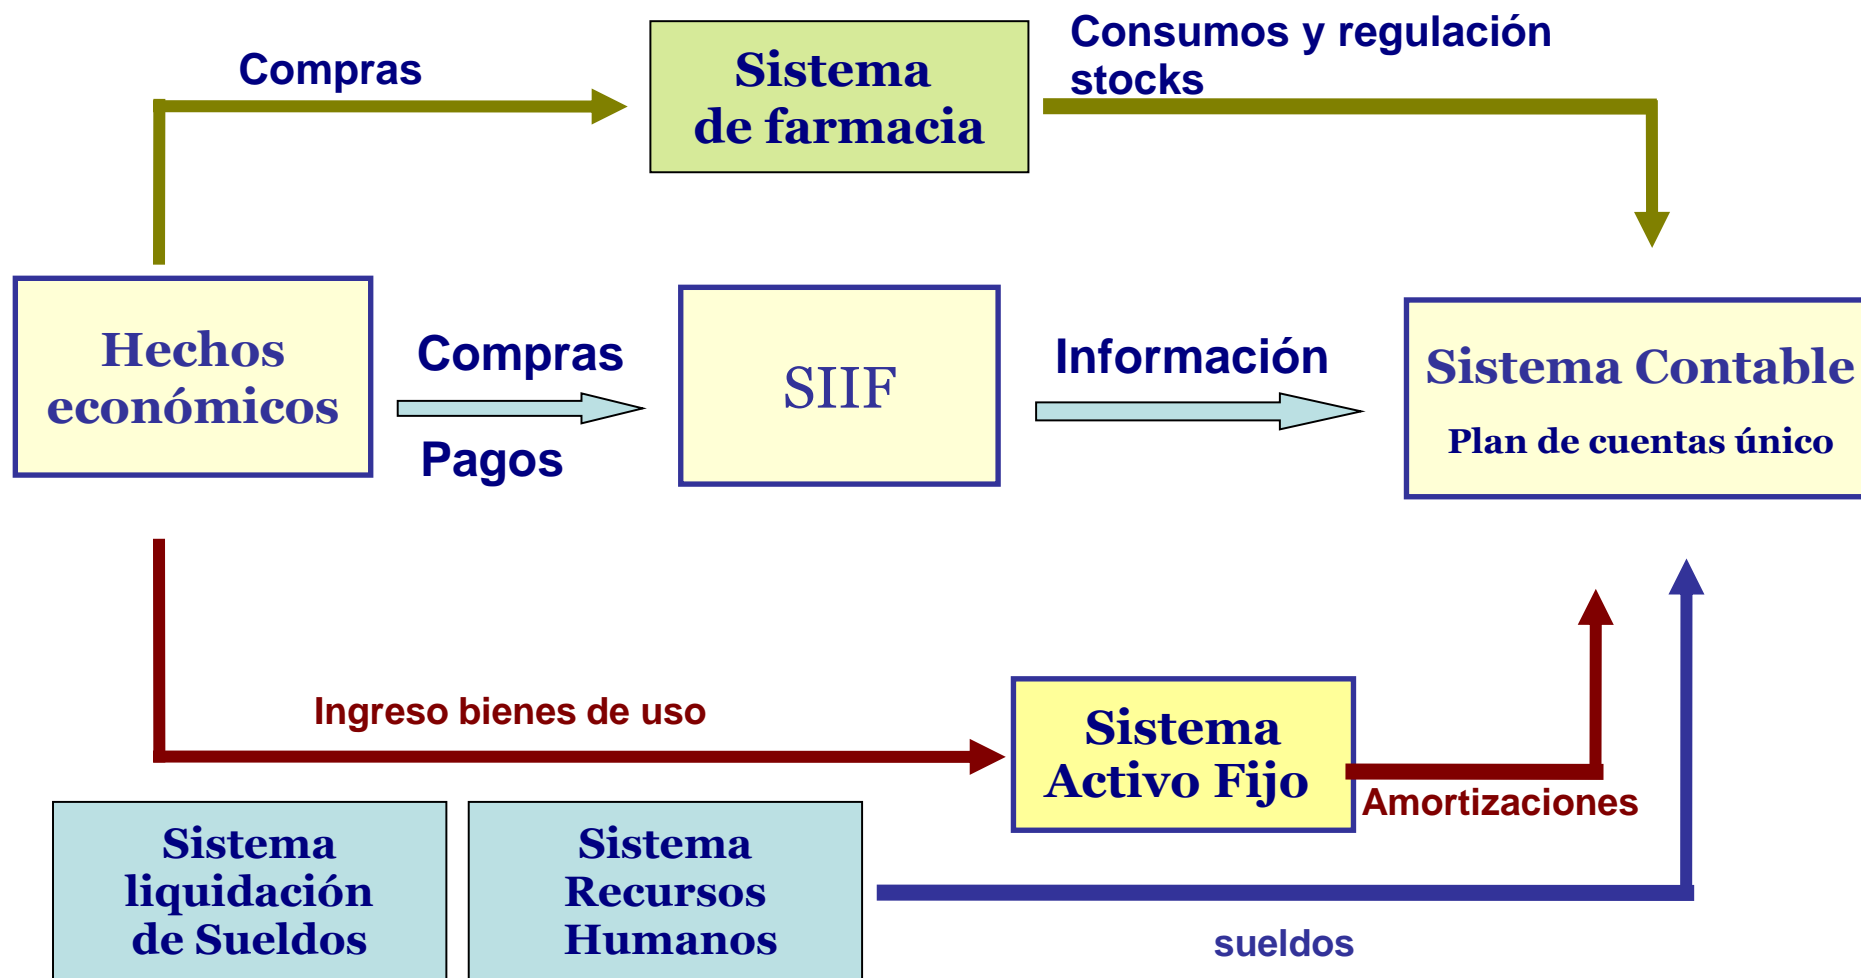 Compras
Sistema
de farmacia
Consumos y regulación
stocks
Hechos
económicos
Compras
Pagos
SIIF
Información
Sistema Contable
Plan de cuentas único
Ingreso bienes de uso
Sistema
Activo Fijo
Amortizaciones
Sistema
liquidación
de Sueldos
Sistema
Recursos
Humanos
sueldos